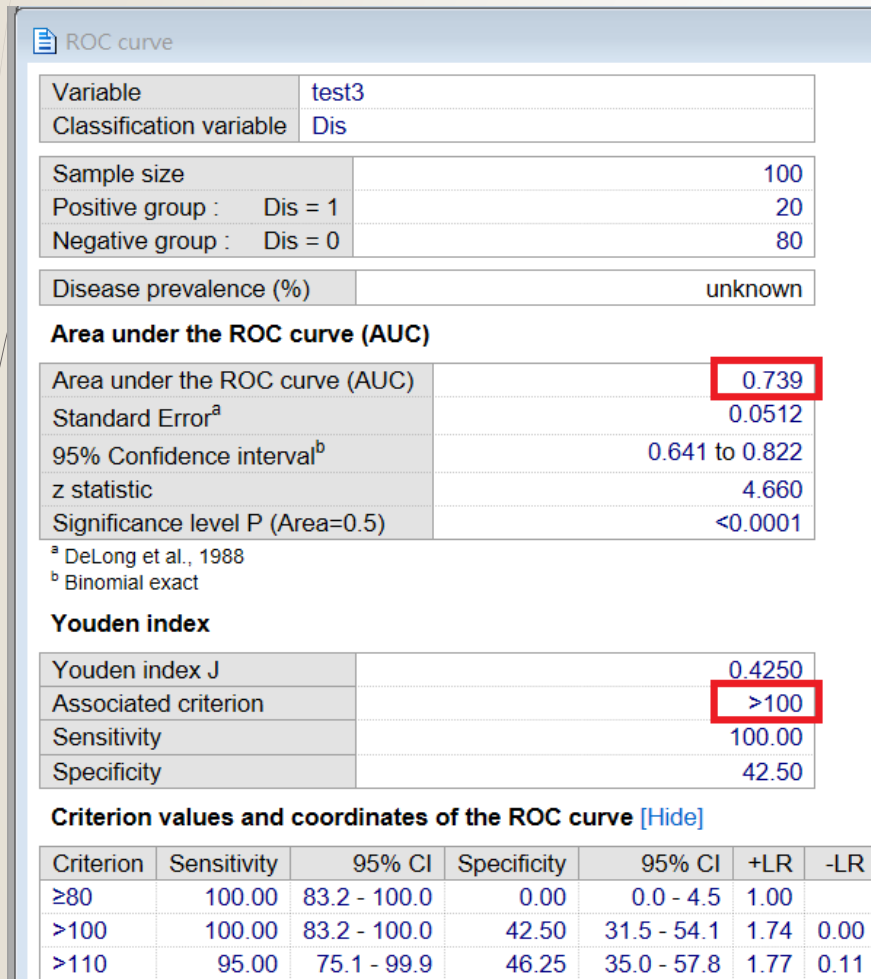 ROC curve
Variable test3
Classification variable Dis
Sample size 100
Positive group : Dis = 1 20
Negative group : Dis = 0 80
Disease prevalence (%) unknown
Area under the ROC curve (AUC)
Area under the ROC curve (AUC) 0.739
Standard Errorᵃ 0.0512
95% Confidence intervalᵇ 0.641 to 0.822
z statistic 4.660
Significance level P (Area=0.5) <0.0001
ᵃ DeLong et al., 1988
ᵇ Binomial exact
Youden index
Youden index J 0.4250
Associated criterion >100
Sensitivity 100.00
Specificity 42.50
Criterion values and coordinates of the ROC curve [Hide]
Criterion Sensitivity 95% CI Specificity 95% CI +LR -LR
≥80 100.00 83.2 - 100.0 0.00 0.0 - 4.5 1.00
>100 100.00 83.2 - 100.0 42.50 31.5 - 54.1 1.74 0.00
>110 95.00 75.1 - 99.9 46.25 35.0 - 57.8 1.77 0.11